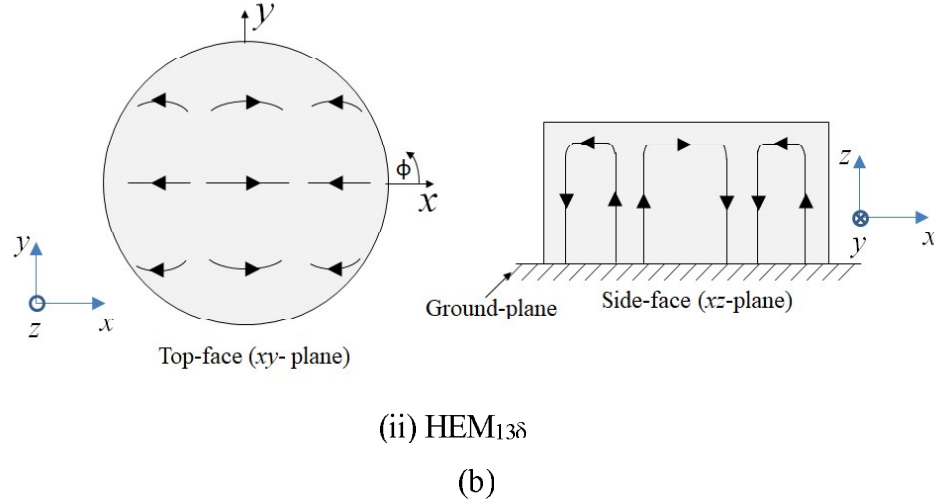 y
ϕ
x
y
z
x
Top-face (xy- plane)
z
y
x
Ground-plane
Side-face (xz-plane)
(ii) HEM₁₃δ
(b)